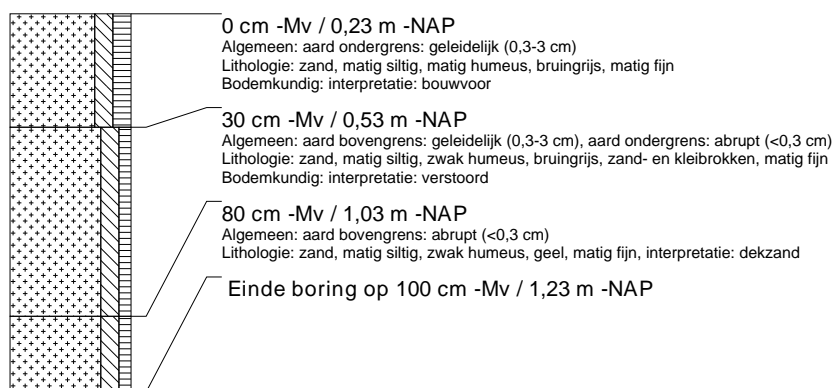 0 cm -Mv / 0,23 m -NAP
Algemeen: aard ondergrens: geleidelijk (0,3-3 cm)
Lithologie: zand, matig siltig, matig humeus, bruingrijs, matig fijn
Bodemkundig: interpretatie: bouwvoor
30 cm -Mv / 0,53 m -NAP
Algemeen: aard bovengrens: geleidelijk (0,3-3 cm), aard ondergrens: abrupt (<0,3 cm)
Lithologie: zand, matig siltig, zwak humeus, bruingrijs, zand- en kleibrokken, matig fijn
Bodemkundig: interpretatie: verstoord
80 cm -Mv / 1,03 m -NAP
Algemeen: aard bovengrens: abrupt (<0,3 cm)
Lithologie: zand, matig siltig, zwak humeus, geel, matig fijn, interpretatie: dekzand
Einde boring op 100 cm -Mv / 1,23 m -NAP